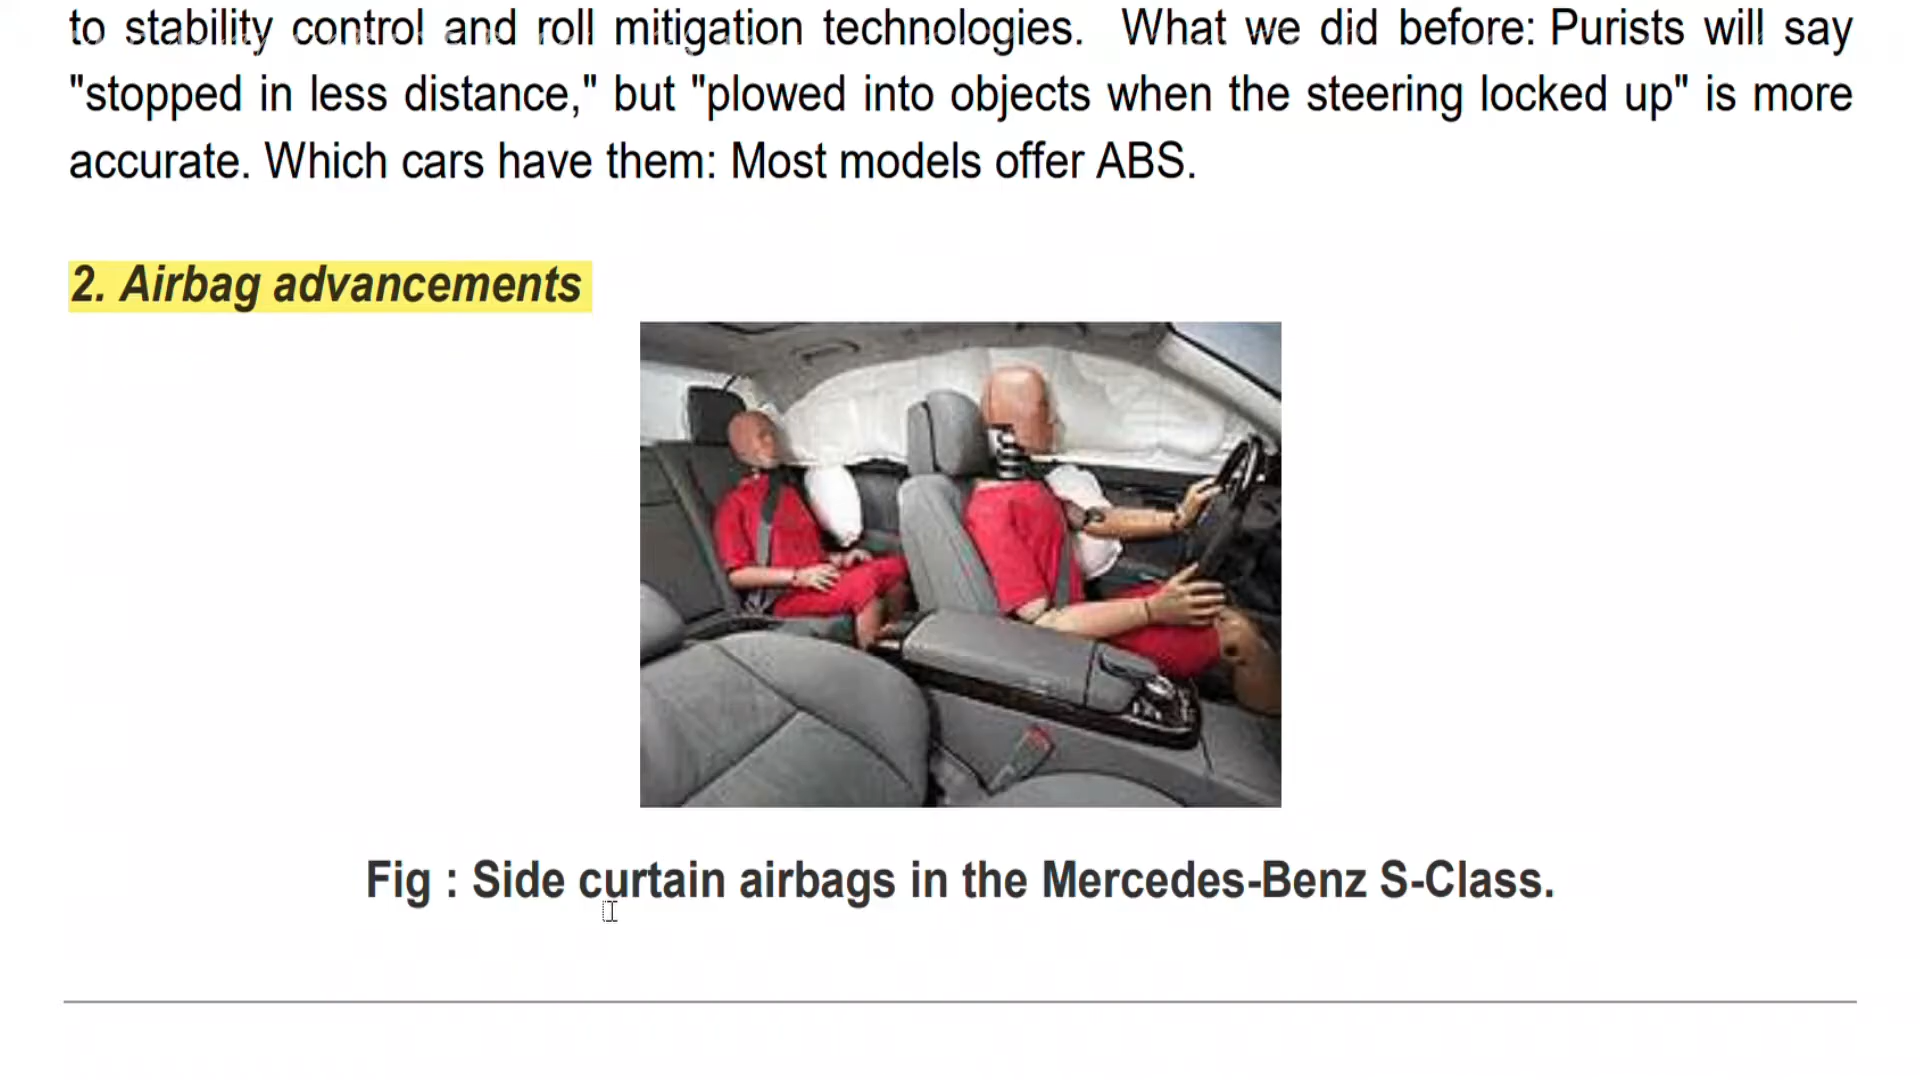 to stability control and roll mitigation technologies. What we did before: Purists will say
"stopped in less distance," but "plowed into objects when the steering locked up" is more
accurate. Which cars have them: Most models offer ABS.
2. Airbag advancements
Fig : Side curtain airbags in the Mercedes-Benz S-Class.